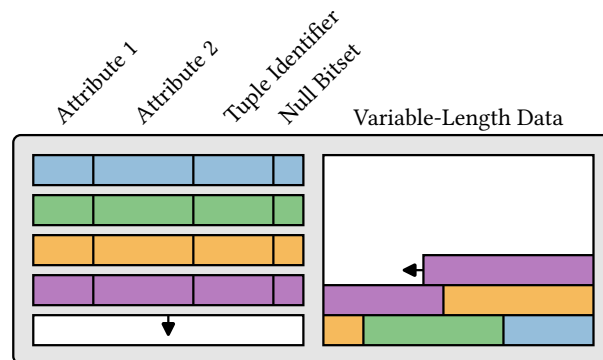 Attribute 1
Attribute 2
Tuple Identifier
Null Bitset
Variable-Length Data